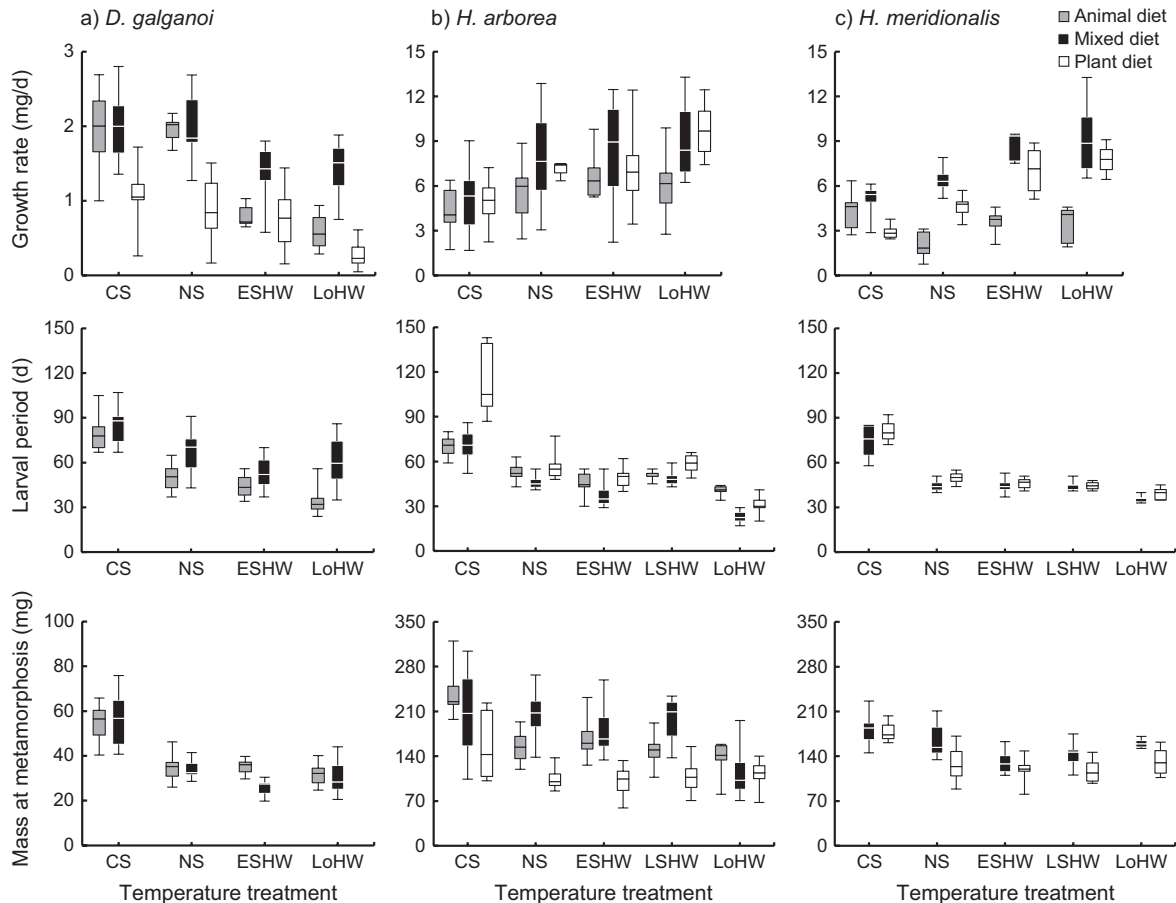 a) D. galganoi
b) H. arborea
c) H. meridionalis
Animal diet
Mixed diet
Plant diet
Growth rate (mg/d)
3
2
1
0
CS NS ESHW LoHW
15
12
9
6
3
0
CS NS ESHW LoHW
15
12
9
6
3
0
CS NS ESHW LoHW
Larval period (d)
150
120
90
60
30
0
CS NS ESHW LoHW
150
120
90
60
30
0
CS NS ESHW LSHW LoHW
150
120
90
60
30
0
CS NS ESHW LSHW LoHW
Mass at metamorphosis (mg)
100
80
60
40
20
0
CS NS ESHW LoHW
Temperature treatment
350
210
140
70
0
CS NS ESHW LSHW LoHW
Temperature treatment
350
210
140
70
0
CS NS ESHW LSHW LoHW
Temperature treatment